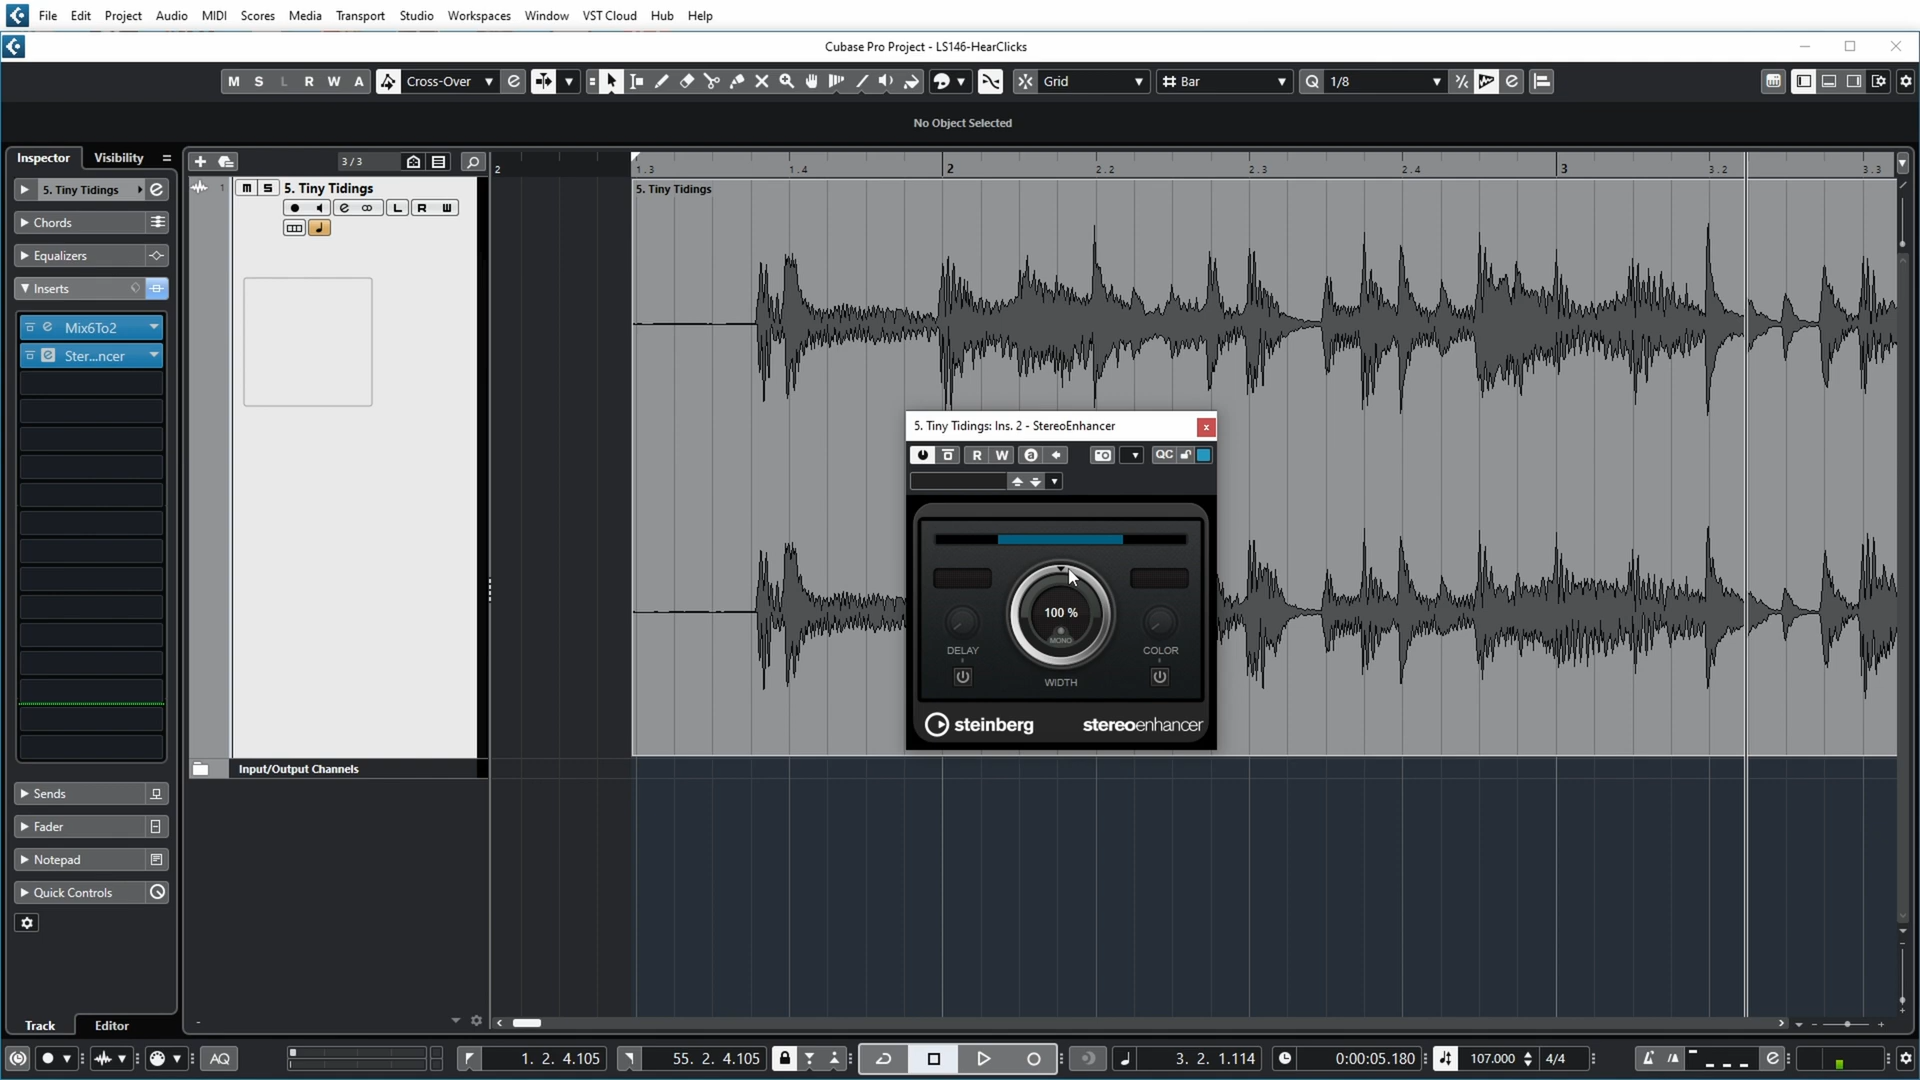 File Edit Project Audio MIDI Scores Media Transport Studio Workspaces Window VST Cloud Hub Help
Cubase Pro Project - LS146-HearClicks
M S L R W A Cross-Over Grid Bar Q 1/8
No Object Selected
Inspector Visibility 3/3 2 1.3 1.4 2 2.2 2.3 2.4 3 3.2 3.3
5. Tiny Tidings 1 m S 5. Tiny Tidings 5. Tiny Tidings
L R W
Chords
Equalizers
Inserts
Mix6To2
Ster...ncer
5. Tiny Tidings: Ins. 2 - StereoEnhancer
R W a QC
100 %
MONO
DELAY COLOR
WIDTH
steinberg stereoenhancer
Input/Output Channels
Sends
Fader
Notepad
Quick Controls
Track Editor
AQ 1. 2. 4.105 55. 2. 4.105 3. 2. 1.114 0:00:05.180 107.000 4/4